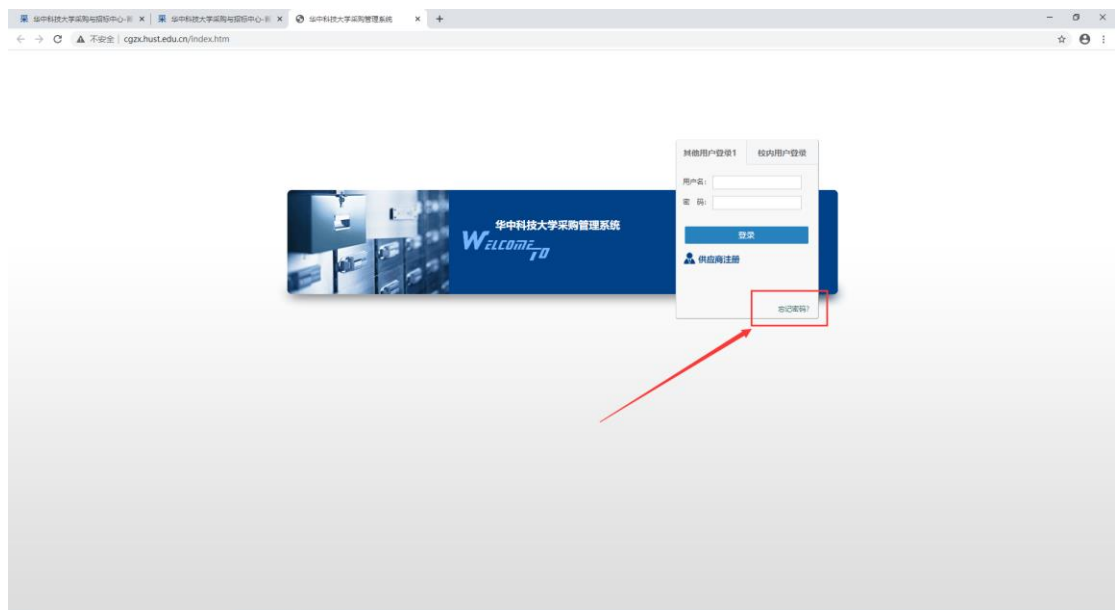 华中科技大学采购与招标中心-
华中科技大学采购与招标中心-
华中科技大学采购管理系统
不安全 | cgzx.hust.edu.cn/index.htm
其他用户登录1
校内用户登录
用户名:
密 码:
华中科技大学采购管理系统
WELCOME TO
登录
供应商注册
忘记密码?